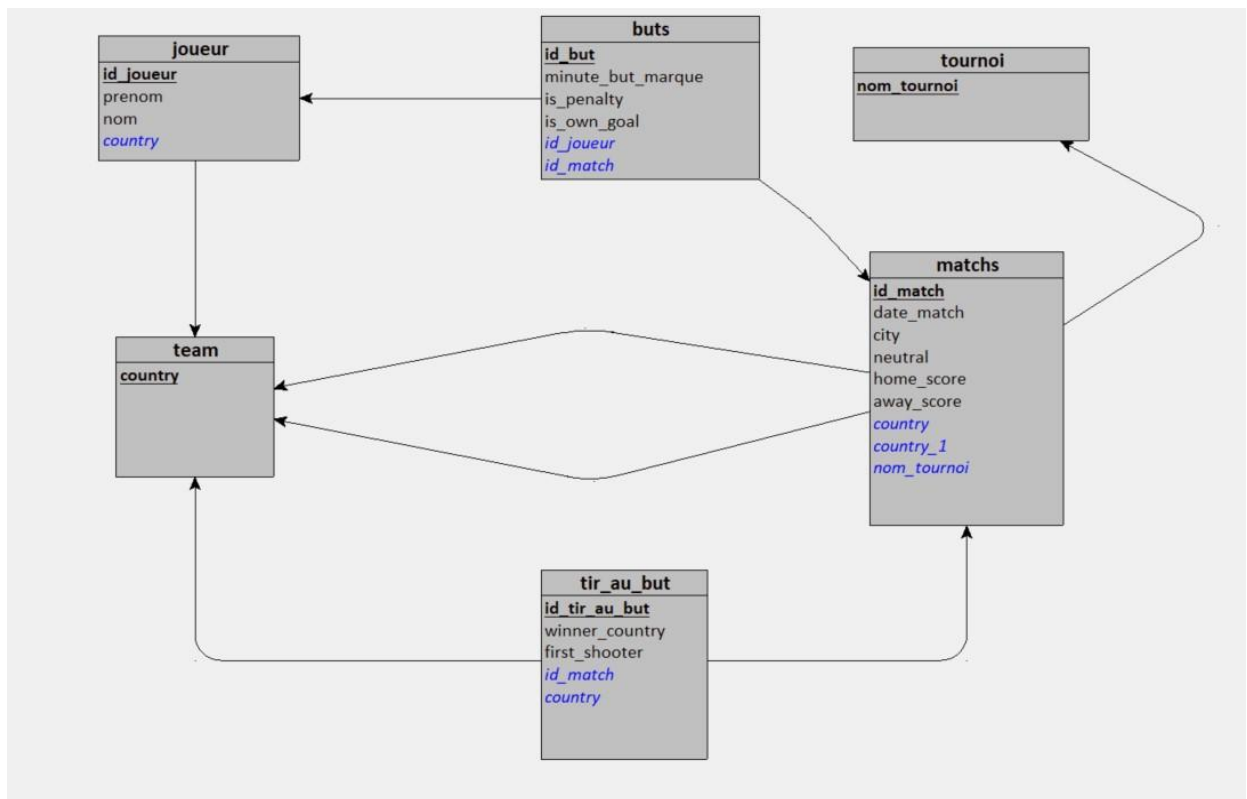 joueur
id_joueur
prenom
nom
country
buts
id_but
minute_but_marque
is_penalty
is_own_goal
id_joueur
id_match
tournoi
nom_tournoi
team
country
matchs
id_match
date_match
city
neutral
home_score
away_score
country
country_1
nom_tournoi
tir_au_but
id_tir_au_but
winner_country
first_shooter
id_match
country